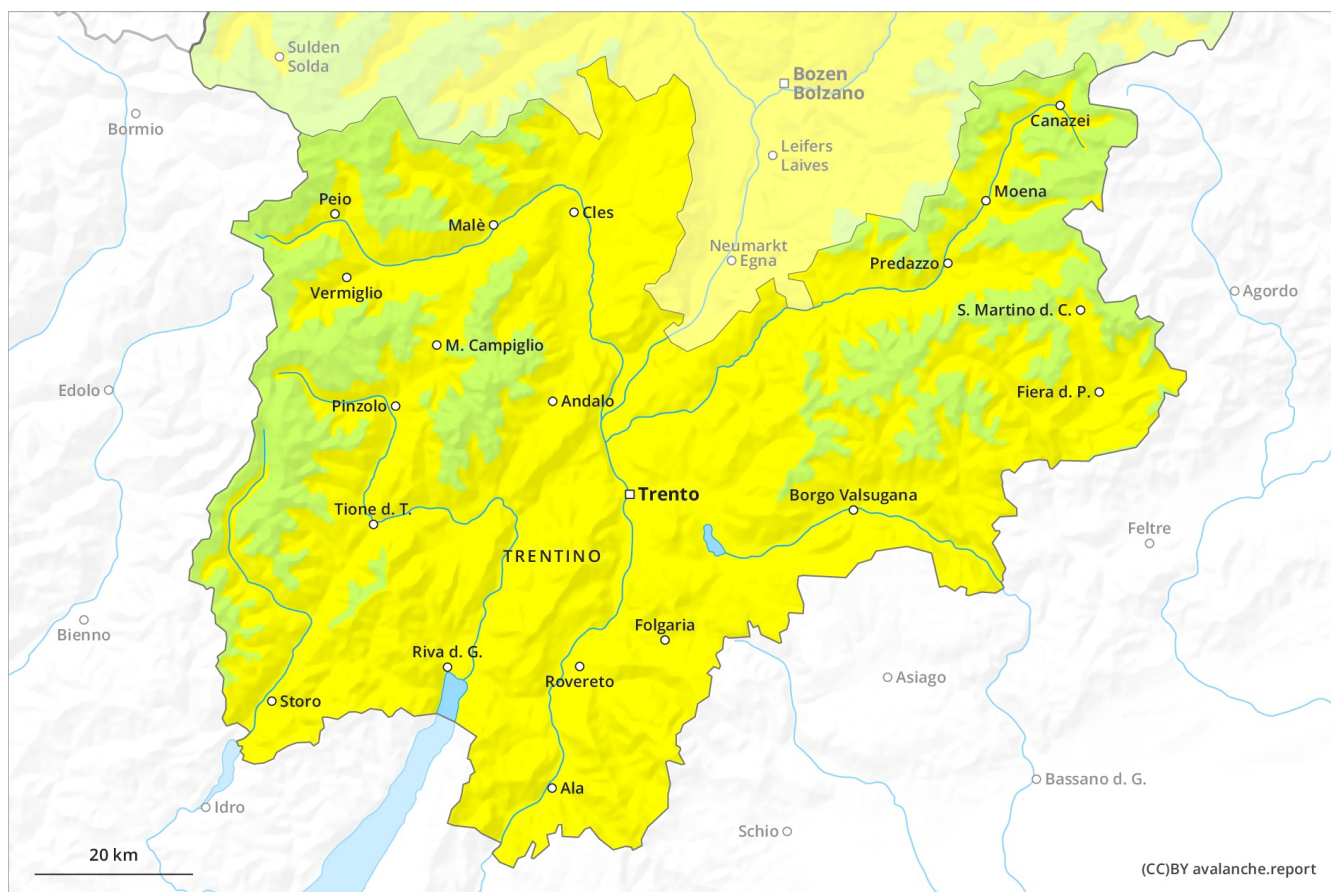 Sulden
Solda
Bozen
Bolzano
Bormio
Canazei
Leifers
Laives
Peio
Moena
Malè
Cles
Neumarkt
Egna
Predazzo
Vermiglio
Agordo
S. Martino d. C.
M. Campiglio
Edolo
Fiera d. P.
Pinzolo
Andalo
Trento
Borgo Valsugana
Tione d. T.
Feltre
TRENTINO
Bienno
Folgaria
Riva d. G.
Asiago
Rovereto
Storo
Bassano d. G.
Ala
Idro
Schio
20 km
(CC)BY avalanche.report